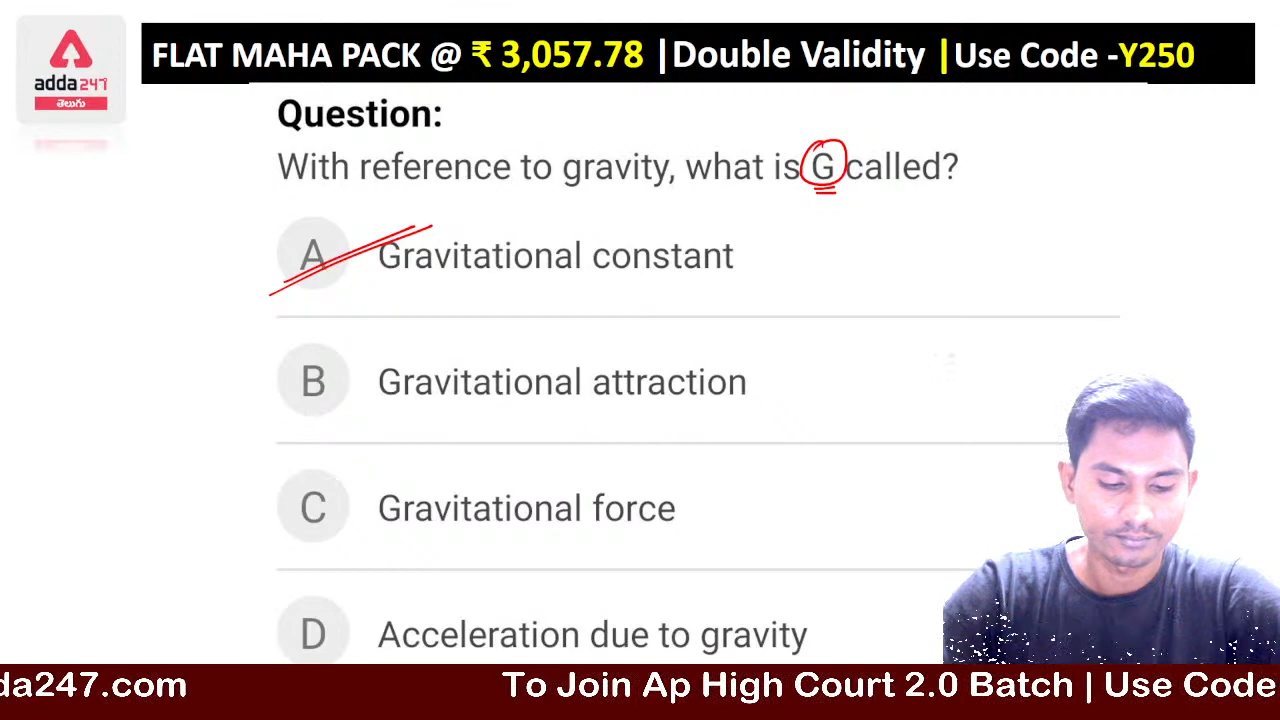 FLAT MAHA PACK @ ₹ 3,057.78 |Double Validity |Use Code -Y250
adda247
తెలుగు
Question:
With reference to gravity, what is G called?
A Gravitational constant
B Gravitational attraction
C Gravitational force
D Acceleration due to gravity
da247.com To Join Ap High Court 2.0 Batch | Use Code